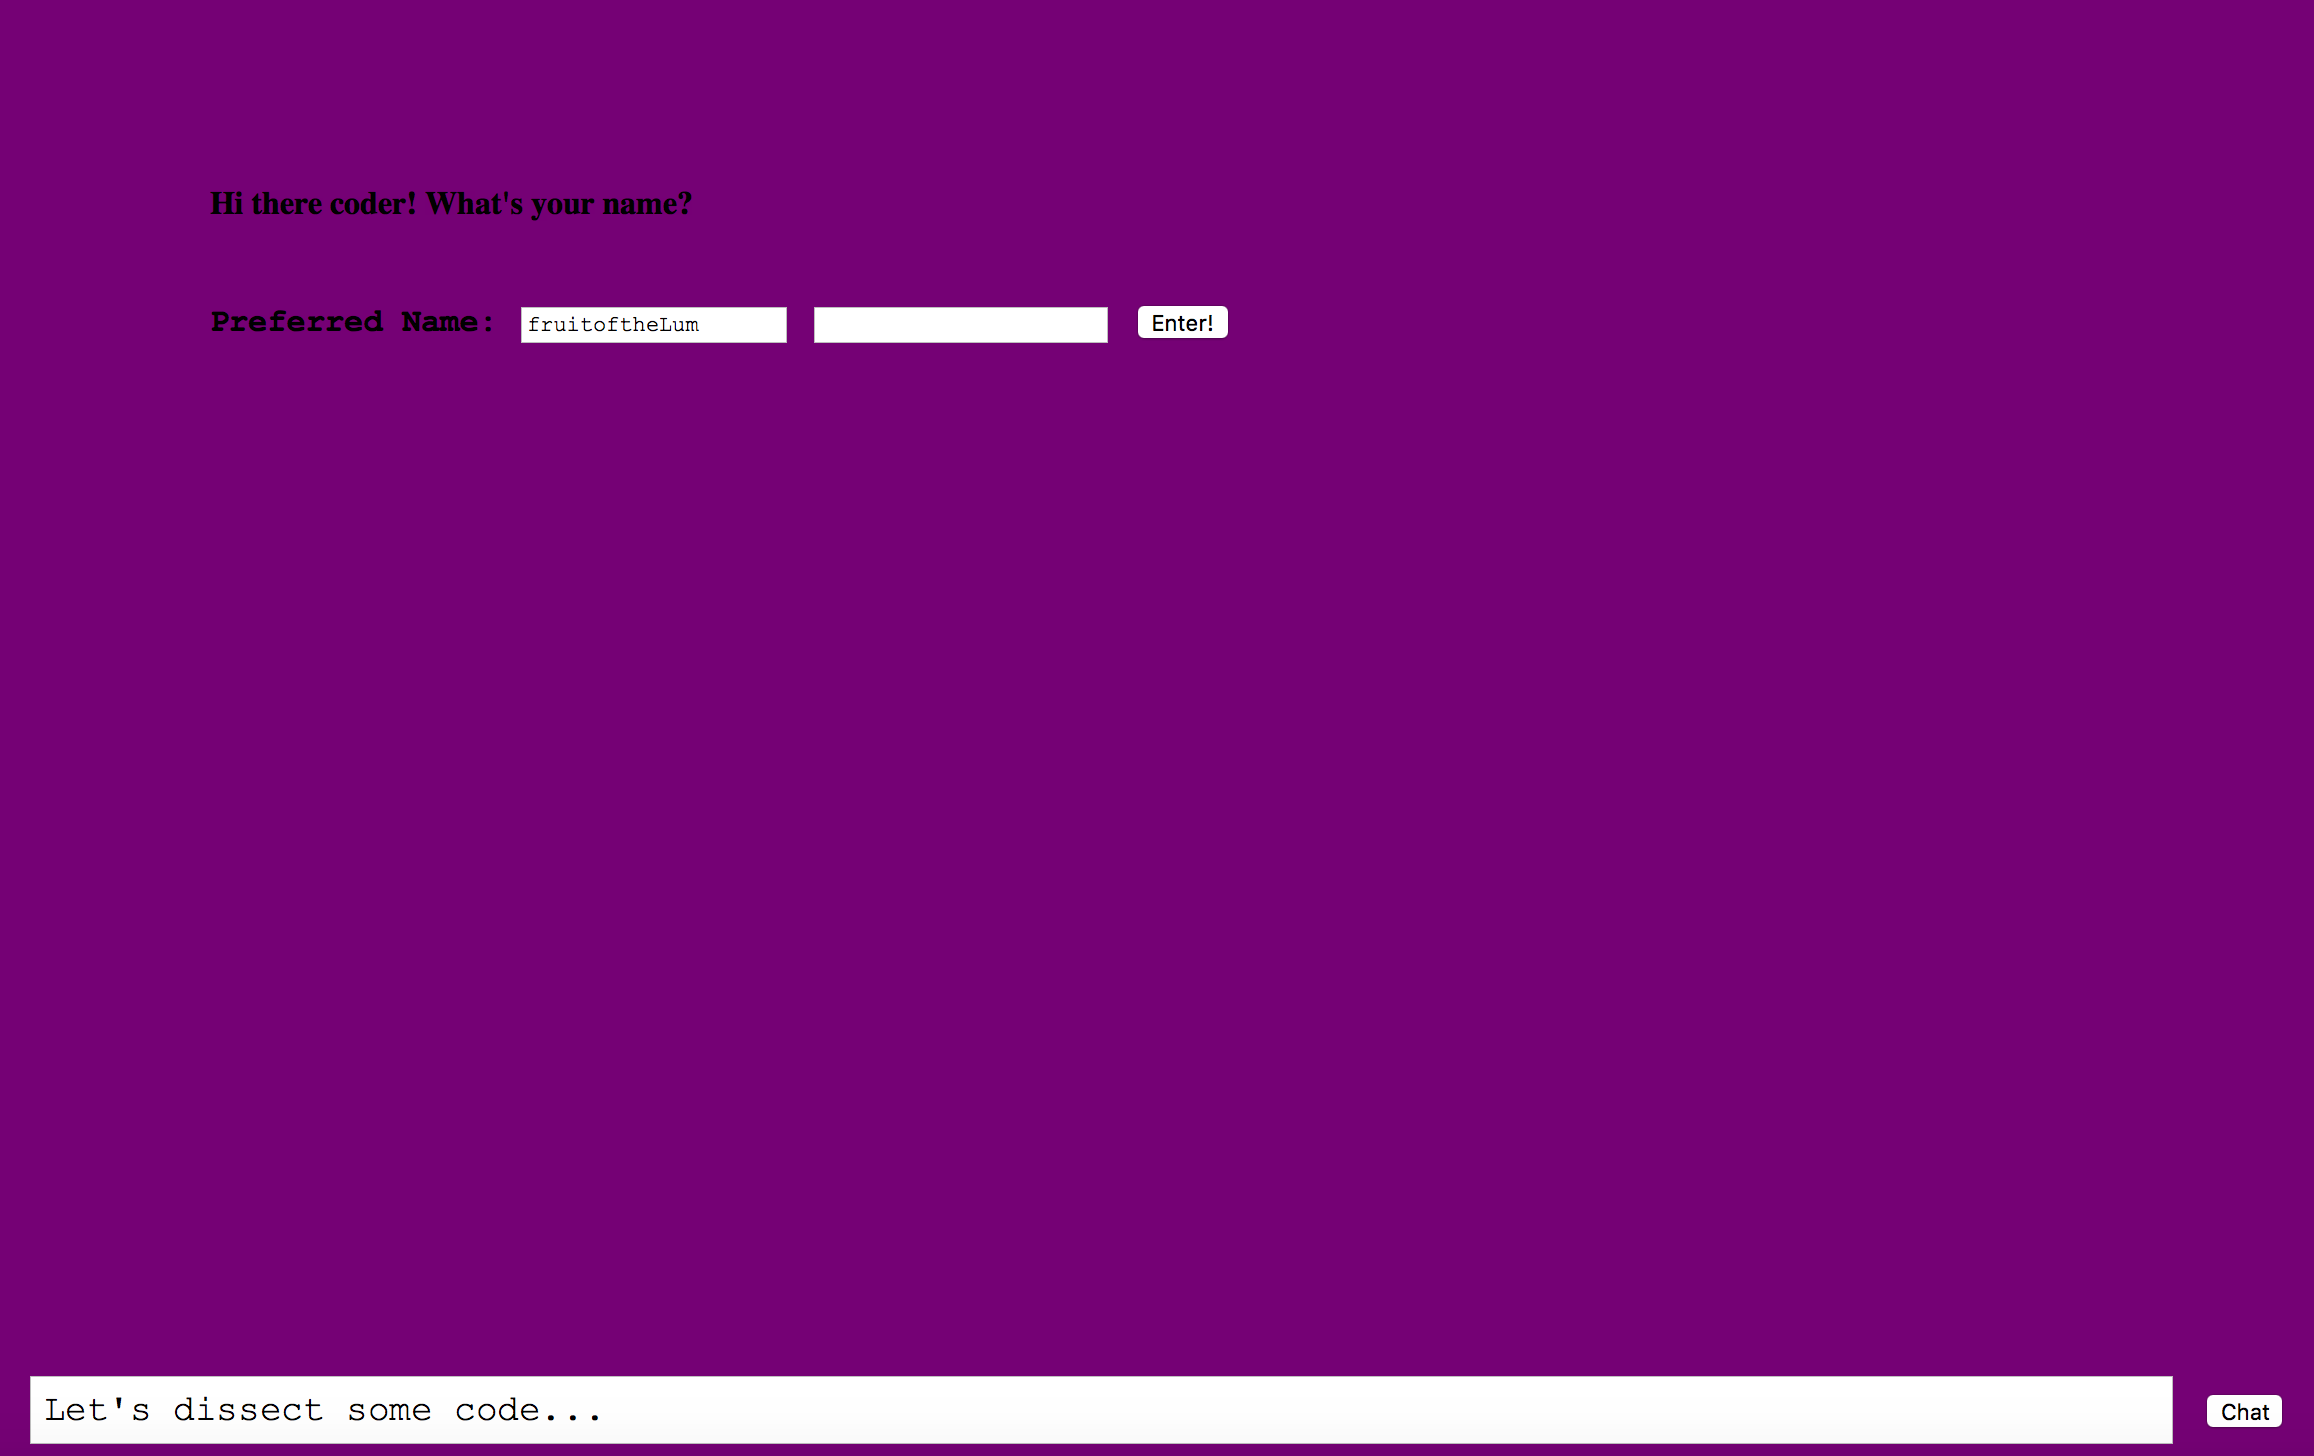 Hi there coder! What's your name?
Preferred Name: fruitoftheLum Enter!
Let's dissect some code... Chat